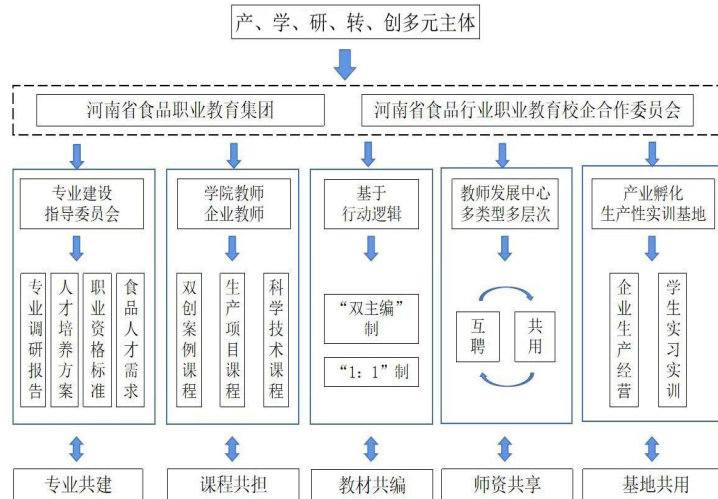 产、学、研、转、创多元主体
河南省食品职业教育集团
河南省食品行业职业教育校企合作委员会
专业建设
指导委员会
学院教师
企业教师
基于
行动逻辑
教师发展中心
多类型多层次
产业孵化
生产性实训基地
专业调研报告
人才培养方案
职业资格标准
食品人才需求
双创案例课程
生产项目课程
科学技术课程
“双主编”
制
“1：1”制
互聘
共用
企业生产经营
学生实习实训
专业共建
课程共担
教材共编
师资共享
基地共用